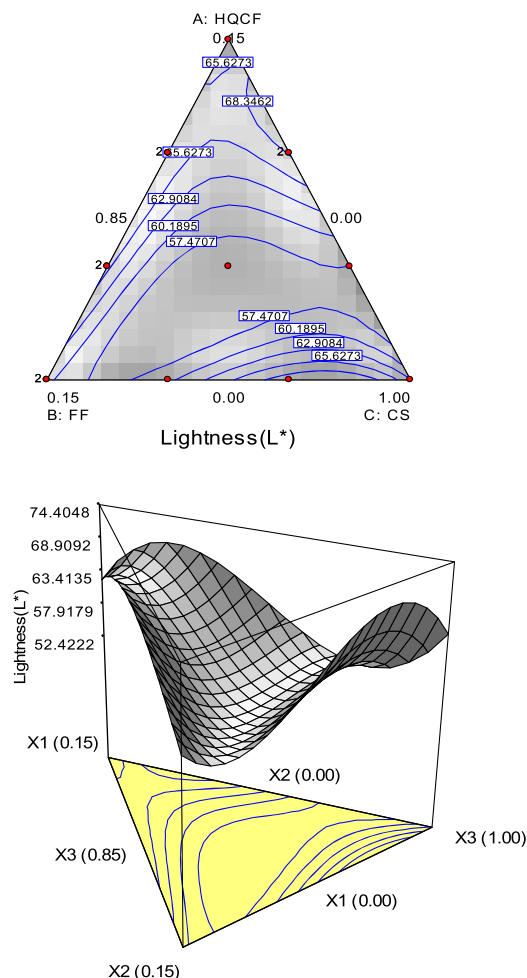 A: HQCF
0.15
65.6273
68.3462
2
65.6273
2
62.9084
0.85
0.00
60.1895
57.4707
2
57.4707
60.1895
62.9084
65.6273
2
0.15
0.00
1.00
B: FF
C: CS
Lightness(L*)
74.4048
68.9092
63.4135
57.9179
52.4222
Lightness(L*)
X1 (0.15)
X2 (0.00)
X3 (1.00)
X3 (0.85)
X1 (0.00)
X2 (0.15)